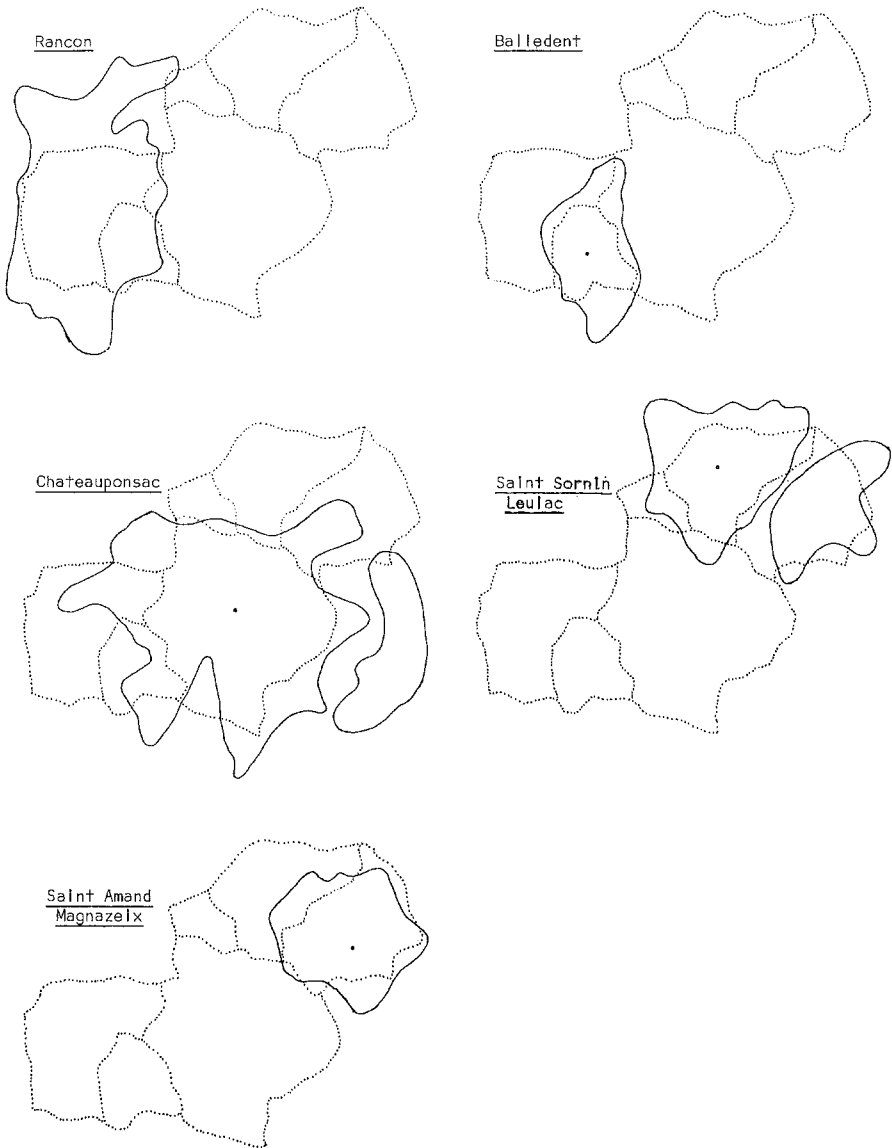 Rancon
Balledent
Chateauponsac
Saint Sornin
Leulac
Saint Amand
Magnazeix